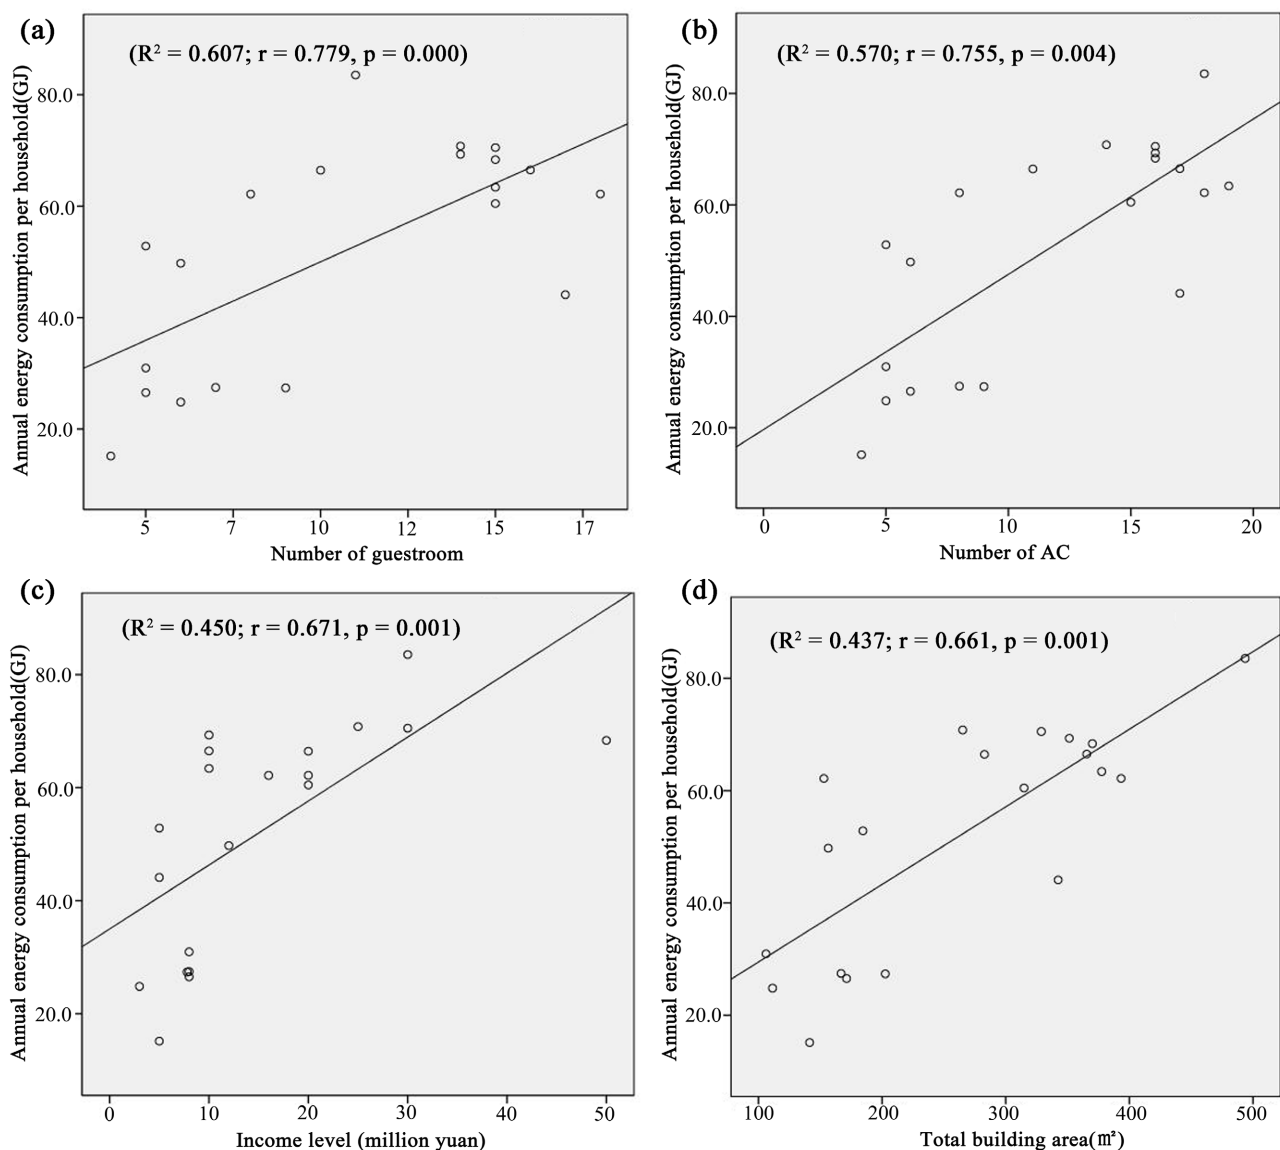 (a)
(R² = 0.607; r = 0.779, p = 0.000)
Annual energy consumption per household(GJ)
80.0
60.0
40.0
20.0
5 7 10 12 15 17
Number of guestroom
(b)
(R² = 0.570; r = 0.755, p = 0.004)
Annual energy consumption per household(GJ)
80.0
60.0
40.0
20.0
0 5 10 15 20
Number of AC
(c)
(R² = 0.450; r = 0.671, p = 0.001)
Annual energy consumption per household(GJ)
80.0
60.0
40.0
20.0
0 10 20 30 40 50
Income level (million yuan)
(d)
(R² = 0.437; r = 0.661, p = 0.001)
Annual energy consumption per household(GJ)
80.0
60.0
40.0
20.0
100 200 300 400 500
Total building area(㎡)